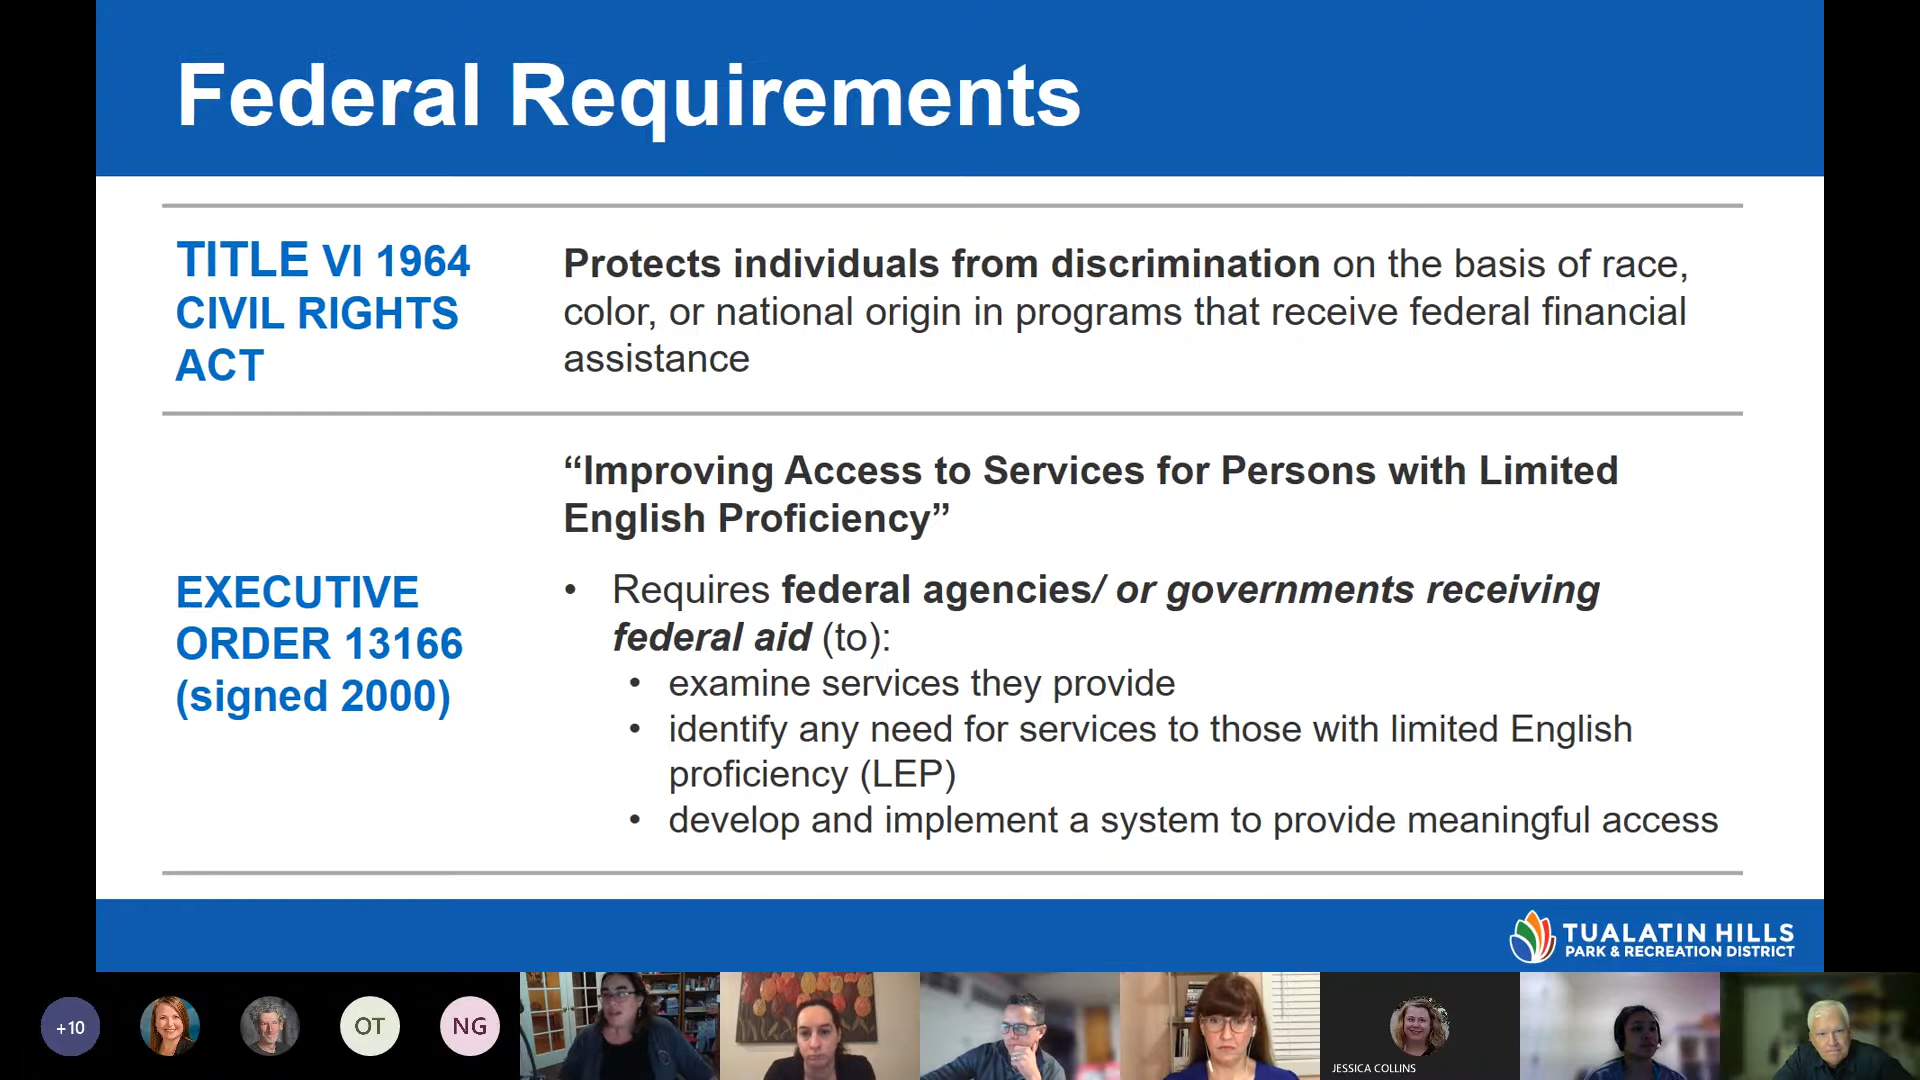 Federal Requirements
TITLE VI 1964
CIVIL RIGHTS
ACT
Protects individuals from discrimination on the basis of race,
color, or national origin in programs that receive federal financial
assistance
EXECUTIVE
ORDER 13166
(signed 2000)
“Improving Access to Services for Persons with Limited
English Proficiency”
• Requires federal agencies/ or governments receiving
federal aid (to):
• examine services they provide
• identify any need for services to those with limited English
proficiency (LEP)
• develop and implement a system to provide meaningful access
TUALATIN HILLS
PARK & RECREATION DISTRICT
+10
OT
NG
JESSICA COLLINS